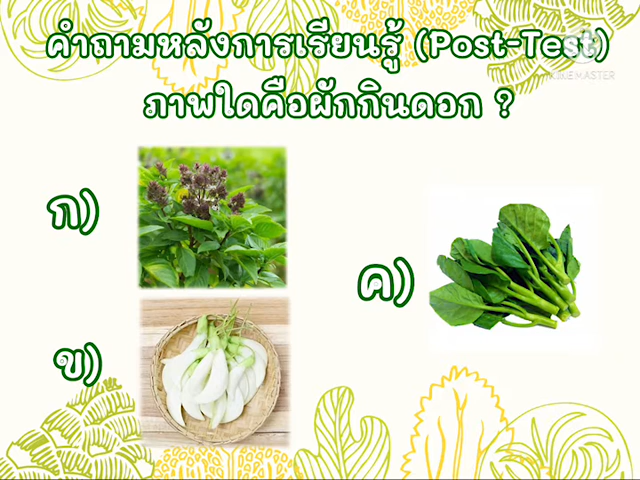 คำถามหลังการเรียนรู้ (Post-Test)
ภาพใดคือผักกินดอก ?
ก)
ข)
ค)